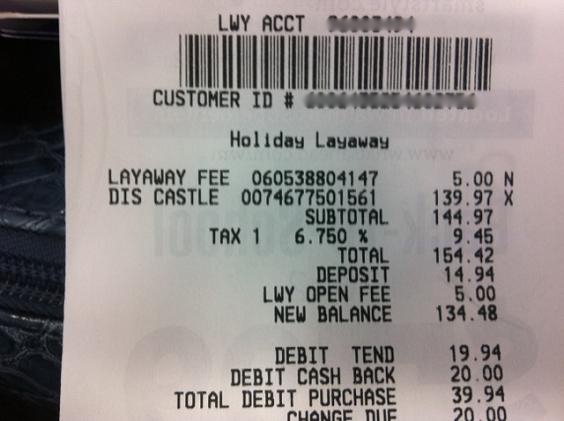 LWY ACCT
CUSTOMER ID #
Holiday Layaway
LAYAWAY FEE 060538804147 5.00 N
DIS CASTLE 0074677501561 139.97 X
SUBTOTAL 144.97
TAX 1 6.750 % 9.45
TOTAL 154.42
DEPOSIT 14.94
LWY OPEN FEE 5.00
NEW BALANCE 134.48
DEBIT TEND 19.94
DEBIT CASH BACK 20.00
TOTAL DEBIT PURCHASE 39.94
CHANGE DUE 20.00